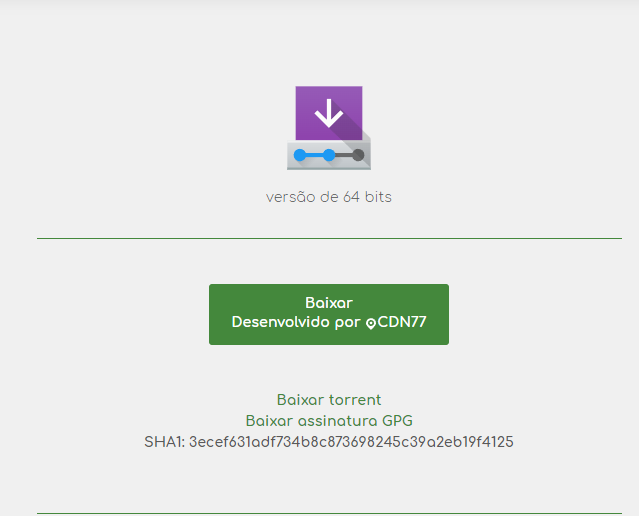 versão de 64 bits
Baixar
Desenvolvido por CDN77
Baixar torrent
Baixar assinatura GPG
SHA1: 3ecef631adf734b8c873698245c39a2eb19f4125